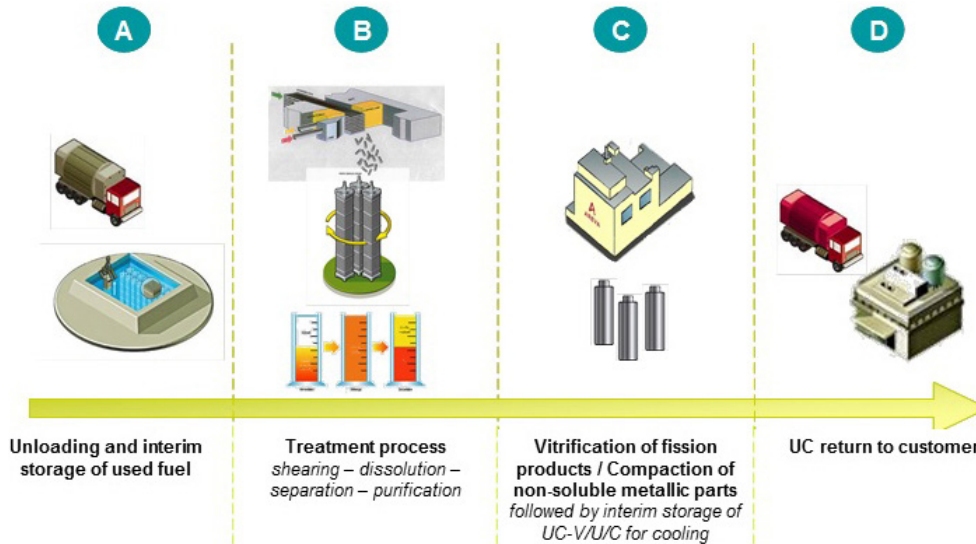 A
B
C
D
AREVA
Unloading and interim
storage of used fuel
Treatment process
shearing – dissolution –
separation – purification
Vitrification of fission
products / Compaction of
non-soluble metallic parts
followed by interim storage of
UC-V/U/C for cooling
UC return to customer